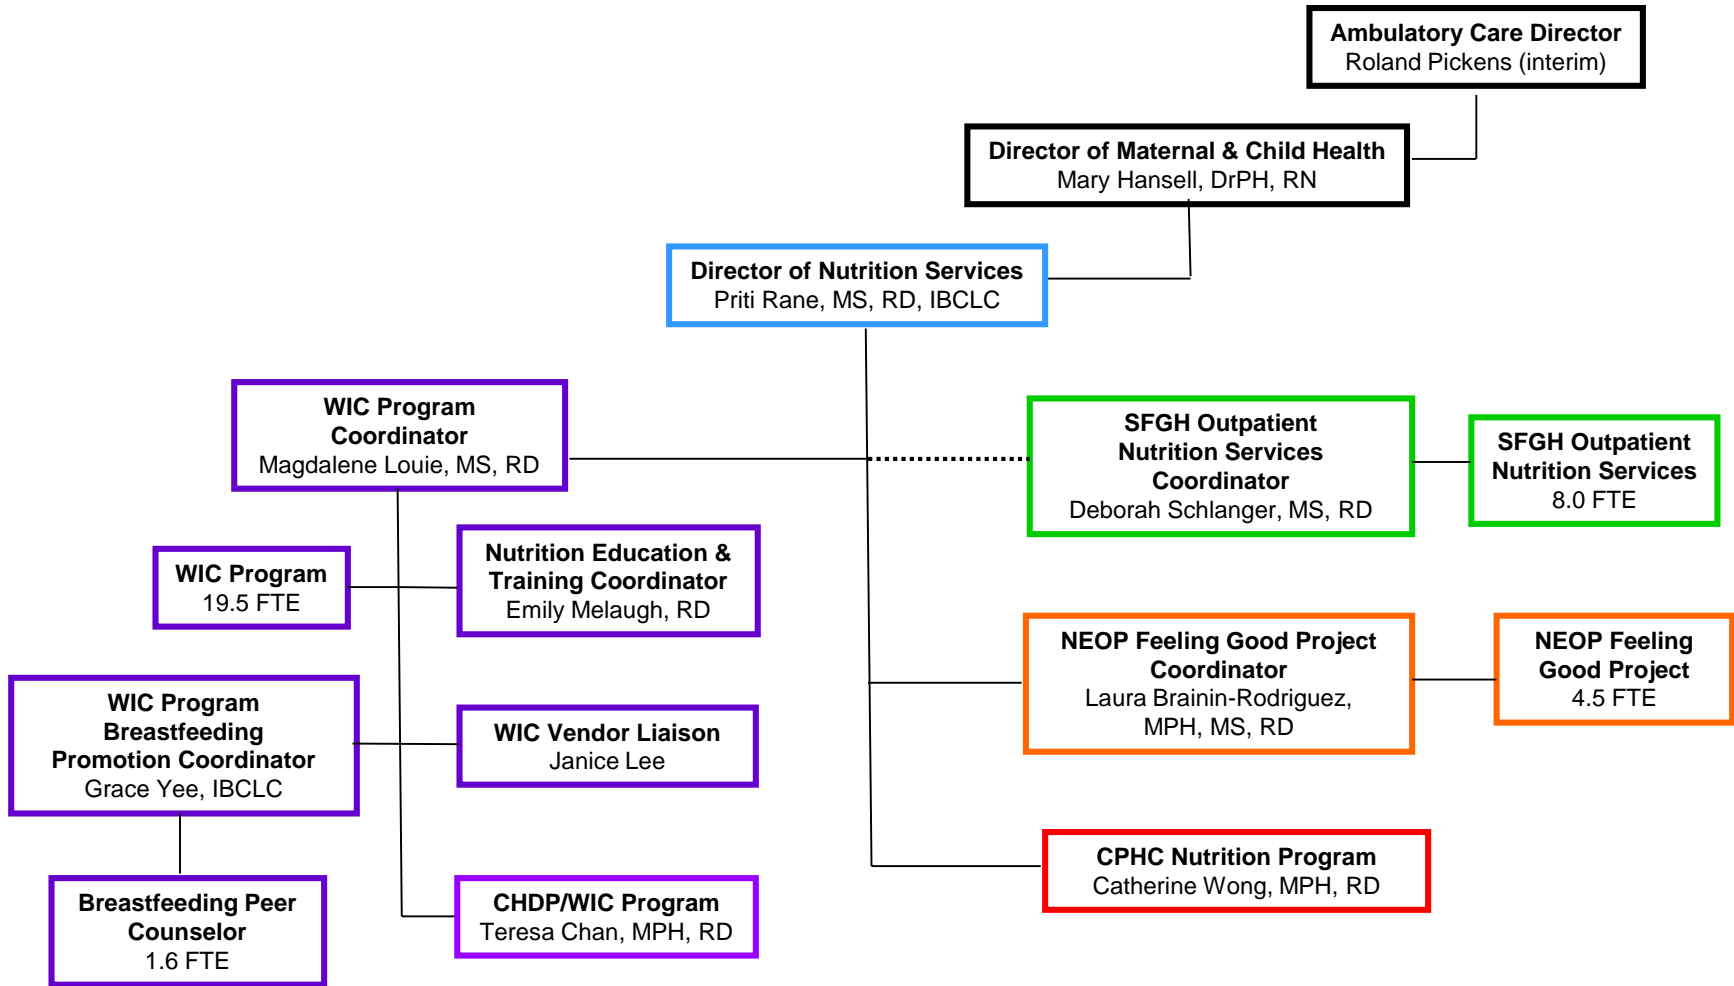 Ambulatory Care Director
Roland Pickens (interim)
Director of Maternal & Child Health
Mary Hansell, DrPH, RN
Director of Nutrition Services
Priti Rane, MS, RD, IBCLC
WIC Program
Coordinator
Magdalene Louie, MS, RD
SFGH Outpatient
Nutrition Services
Coordinator
Deborah Schlanger, MS, RD
SFGH Outpatient
Nutrition Services
8.0 FTE
WIC Program
19.5 FTE
Nutrition Education &
Training Coordinator
Emily Melaugh, RD
NEOP Feeling Good Project
Coordinator
Laura Brainin-Rodriguez,
MPH, MS, RD
NEOP Feeling
Good Project
4.5 FTE
WIC Program
Breastfeeding
Promotion Coordinator
Grace Yee, IBCLC
WIC Vendor Liaison
Janice Lee
CPHC Nutrition Program
Catherine Wong, MPH, RD
Breastfeeding Peer
Counselor
1.6 FTE
CHDP/WIC Program
Teresa Chan, MPH, RD